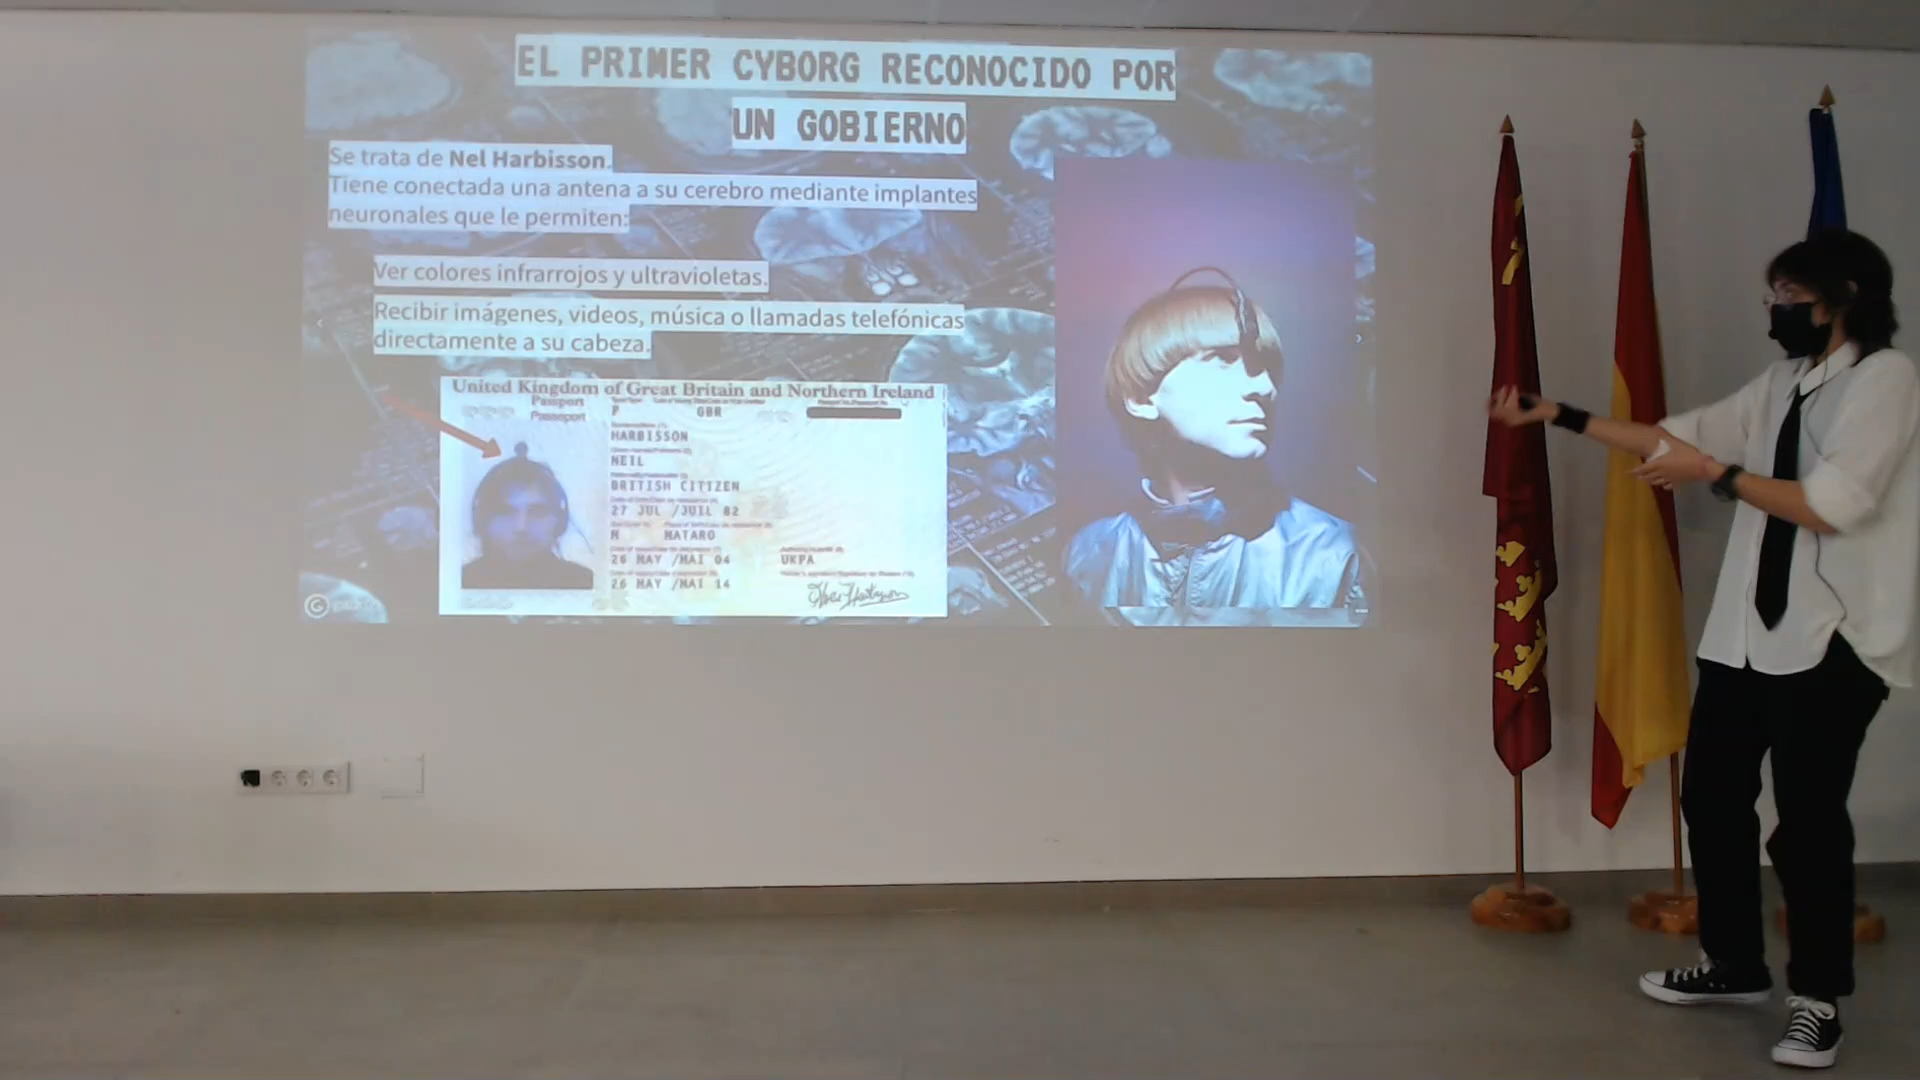 EL PRIMER CYBORG RECONOCIDO POR
UN GOBIERNO
Se trata de Nel Harbisson.
Tiene conectada una antena a su cerebro mediante implantes
neuronales que le permiten:
Ver colores infrarrojos y ultravioletas.
Recibir imágenes, videos, música o llamadas telefónicas
directamente a su cabeza.
United Kingdom of Great Britain and Northern Ireland
Passport
Passeport
P GBR
HARBISSON
NEIL
BRITISH CITIZEN
27 JUL /JUIL 82
M MATARO
26 MAY /MAI 04 UKPA
26 MAY /MAI 14